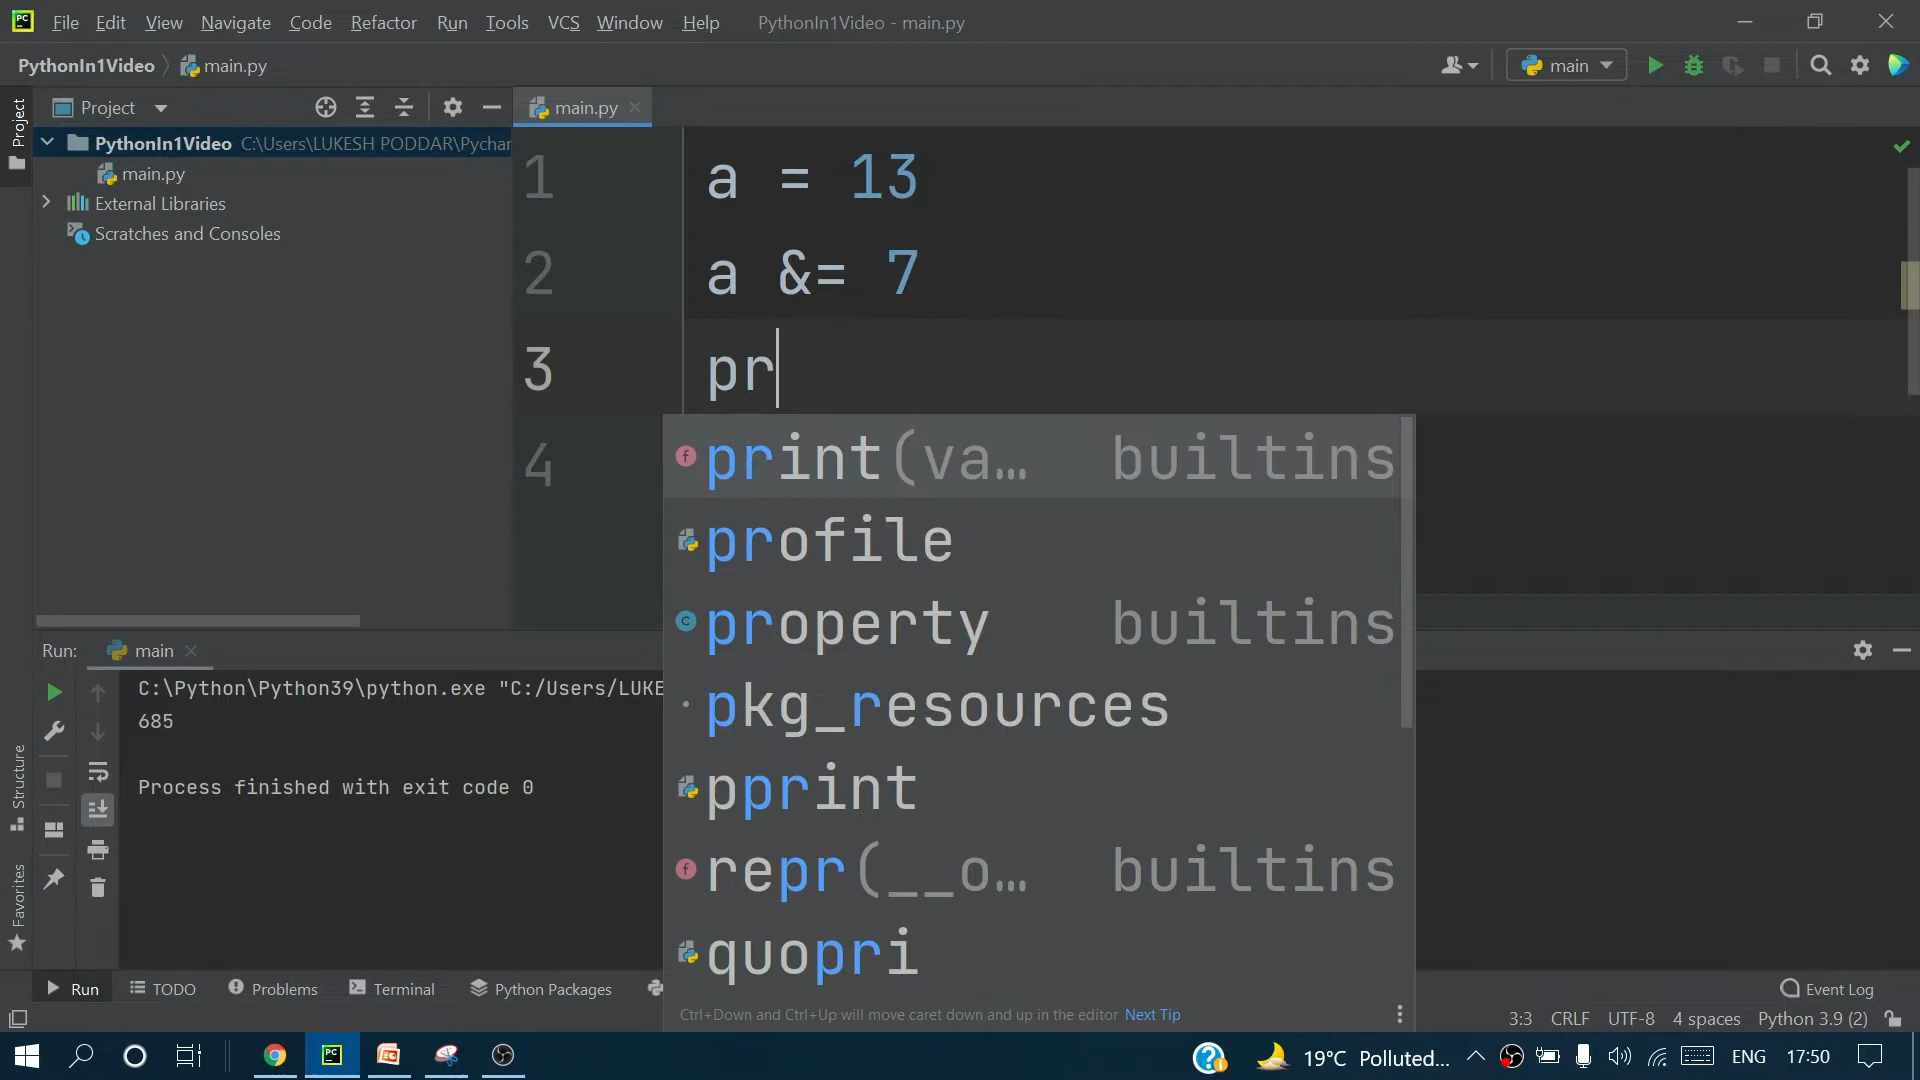 File Edit View Navigate Code Refactor Run Tools VCS Window Help PythonIn1Video - main.py
PythonIn1Video main.py main
Project main.py
Project
PythonIn1Video C:\Users\LUKESH PODDAR\Pychar
main.py
External Libraries
Scratches and Consoles
1 a = 13
2 a &= 7
3 pr
4
print(va… builtins
profile
property builtins
pkg_resources
pprint
repr(__o… builtins
quopri
Ctrl+Down and Ctrl+Up will move caret down and up in the editor Next Tip
Run: main
C:\Python\Python39\python.exe "C:/Users/LUKE
685
Process finished with exit code 0
Structure
Favorites
Run TODO Problems Terminal Python Packages Event Log
3:3 CRLF UTF-8 4 spaces Python 3.9 (2)
19°C Polluted... ENG 17:50